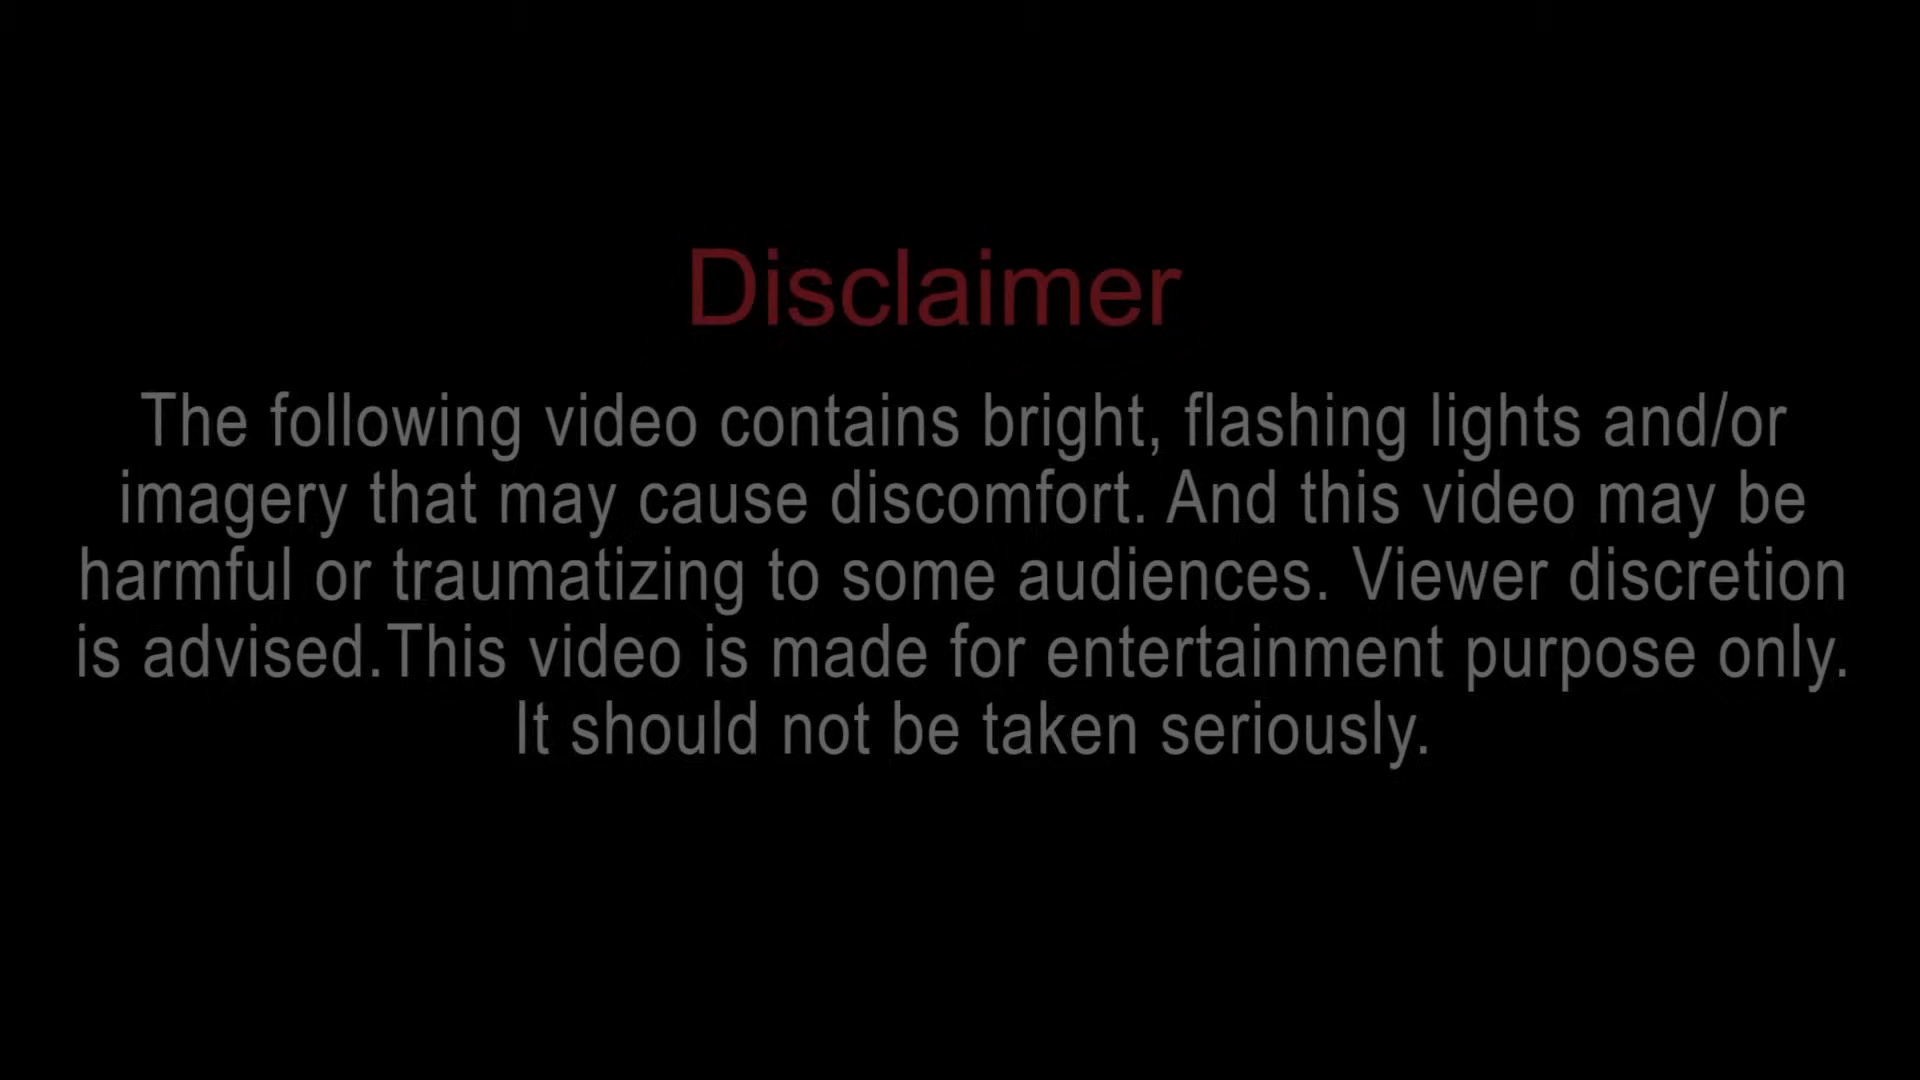 Disclaimer
The following video contains bright, flashing lights and/or
imagery that may cause discomfort. And this video may be
harmful or traumatizing to some audiences. Viewer discretion
is advised.This video is made for entertainment purpose only.
It should not be taken seriously.